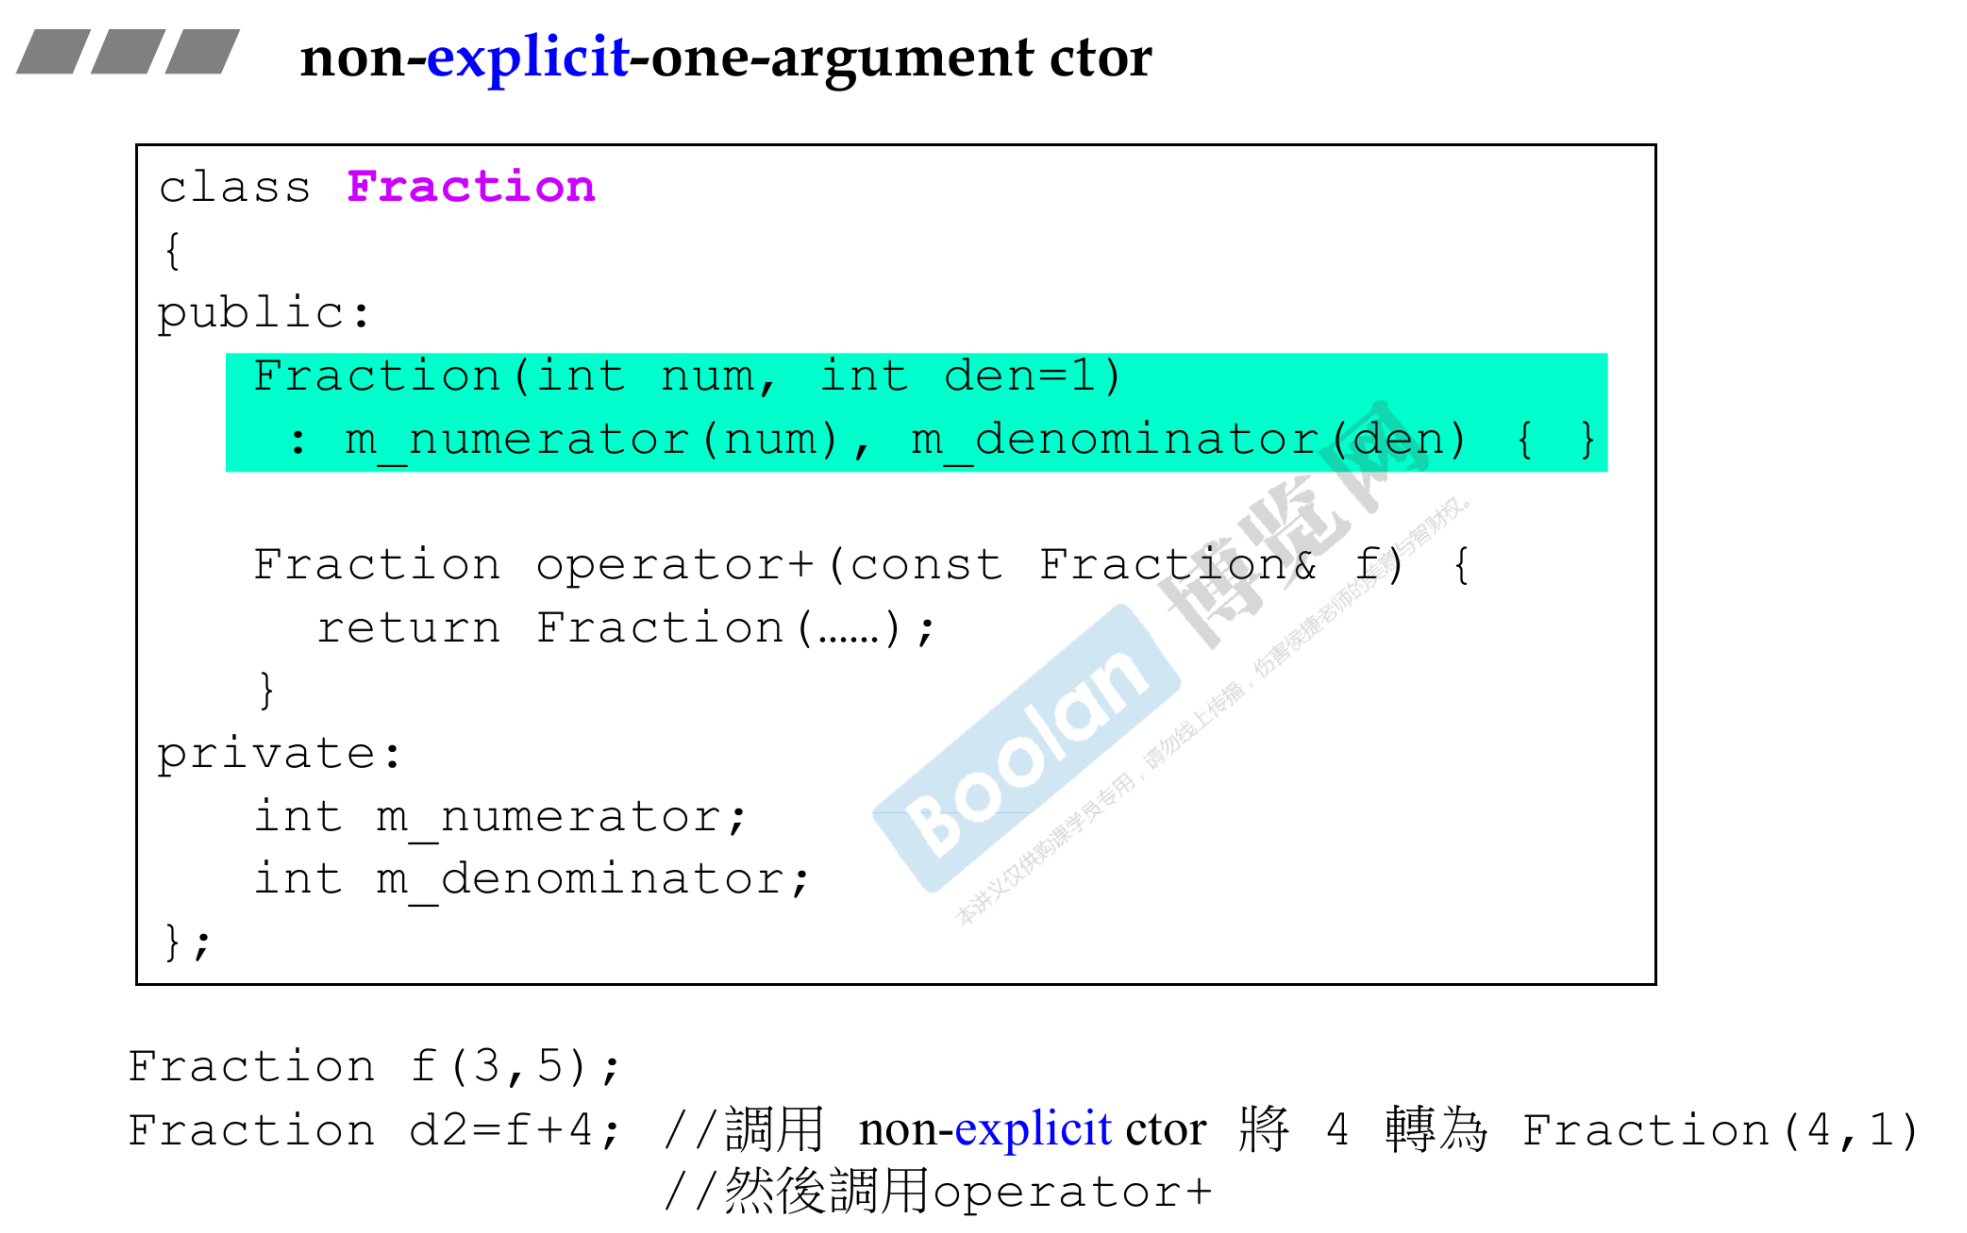 non-explicit-one-argument ctor
class Fraction
{
public:
   Fraction(int num, int den=1)
    : m_numerator(num), m_denominator(den) { }
   Fraction operator+(const Fraction& f) {
     return Fraction(……);
   }
private:
   int m_numerator;
   int m_denominator;
};
Boolan 博览网
本讲义仅供购课学员专用，请勿线上传播，伤害侯捷老师的美意与智财权。
Fraction f(3,5);
Fraction d2=f+4; //調用 non-explicit ctor 將 4 轉為 Fraction(4,1)
//然後調用operator+